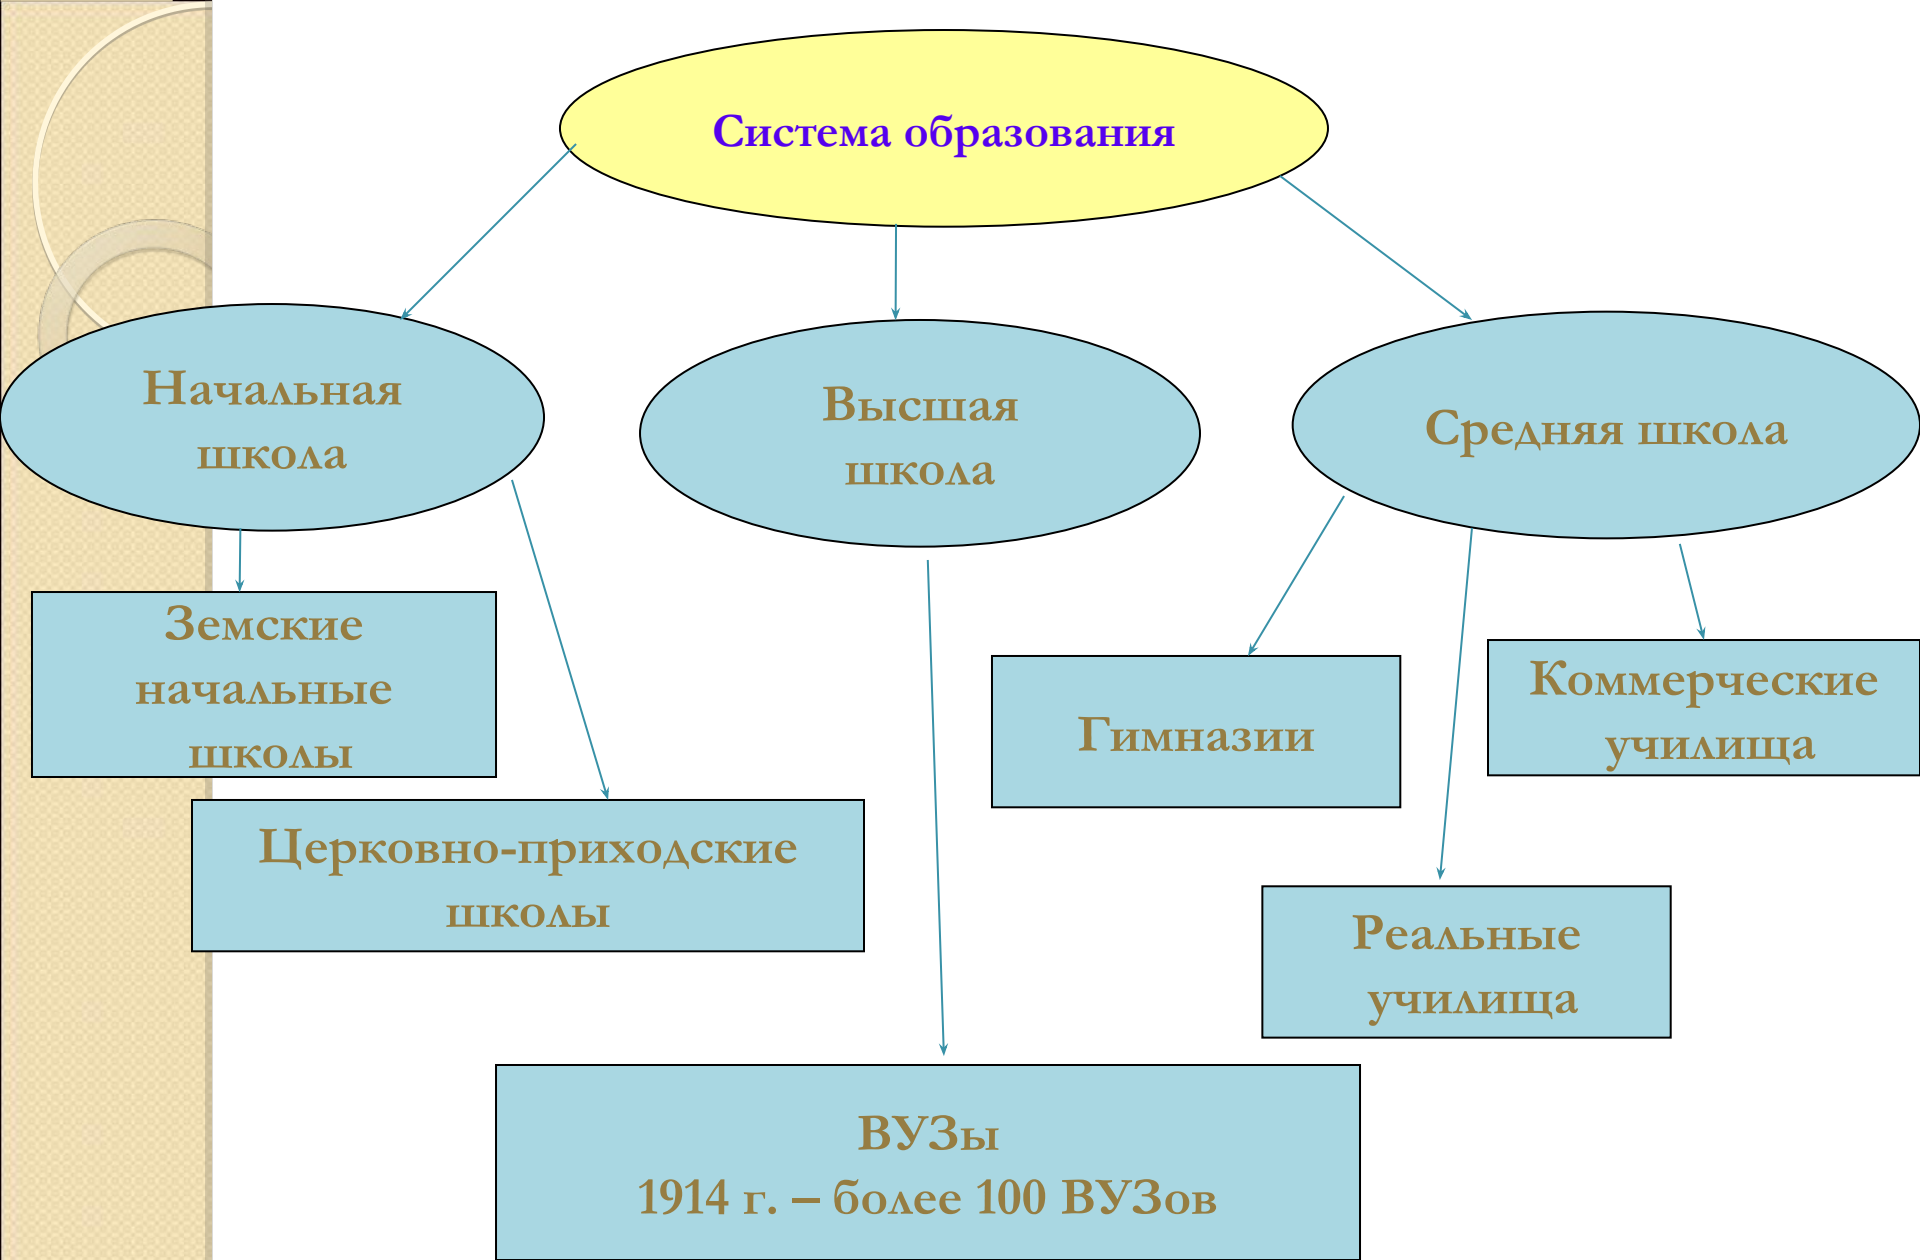 Система образования
Начальная
школа
Высшая
школа
Средняя школа
Земские
начальные
школы
Гимназии
Коммерческие
училища
Церковно-приходские
школы
Реальные
училища
ВУЗы
1914 г. – более 100 ВУЗов